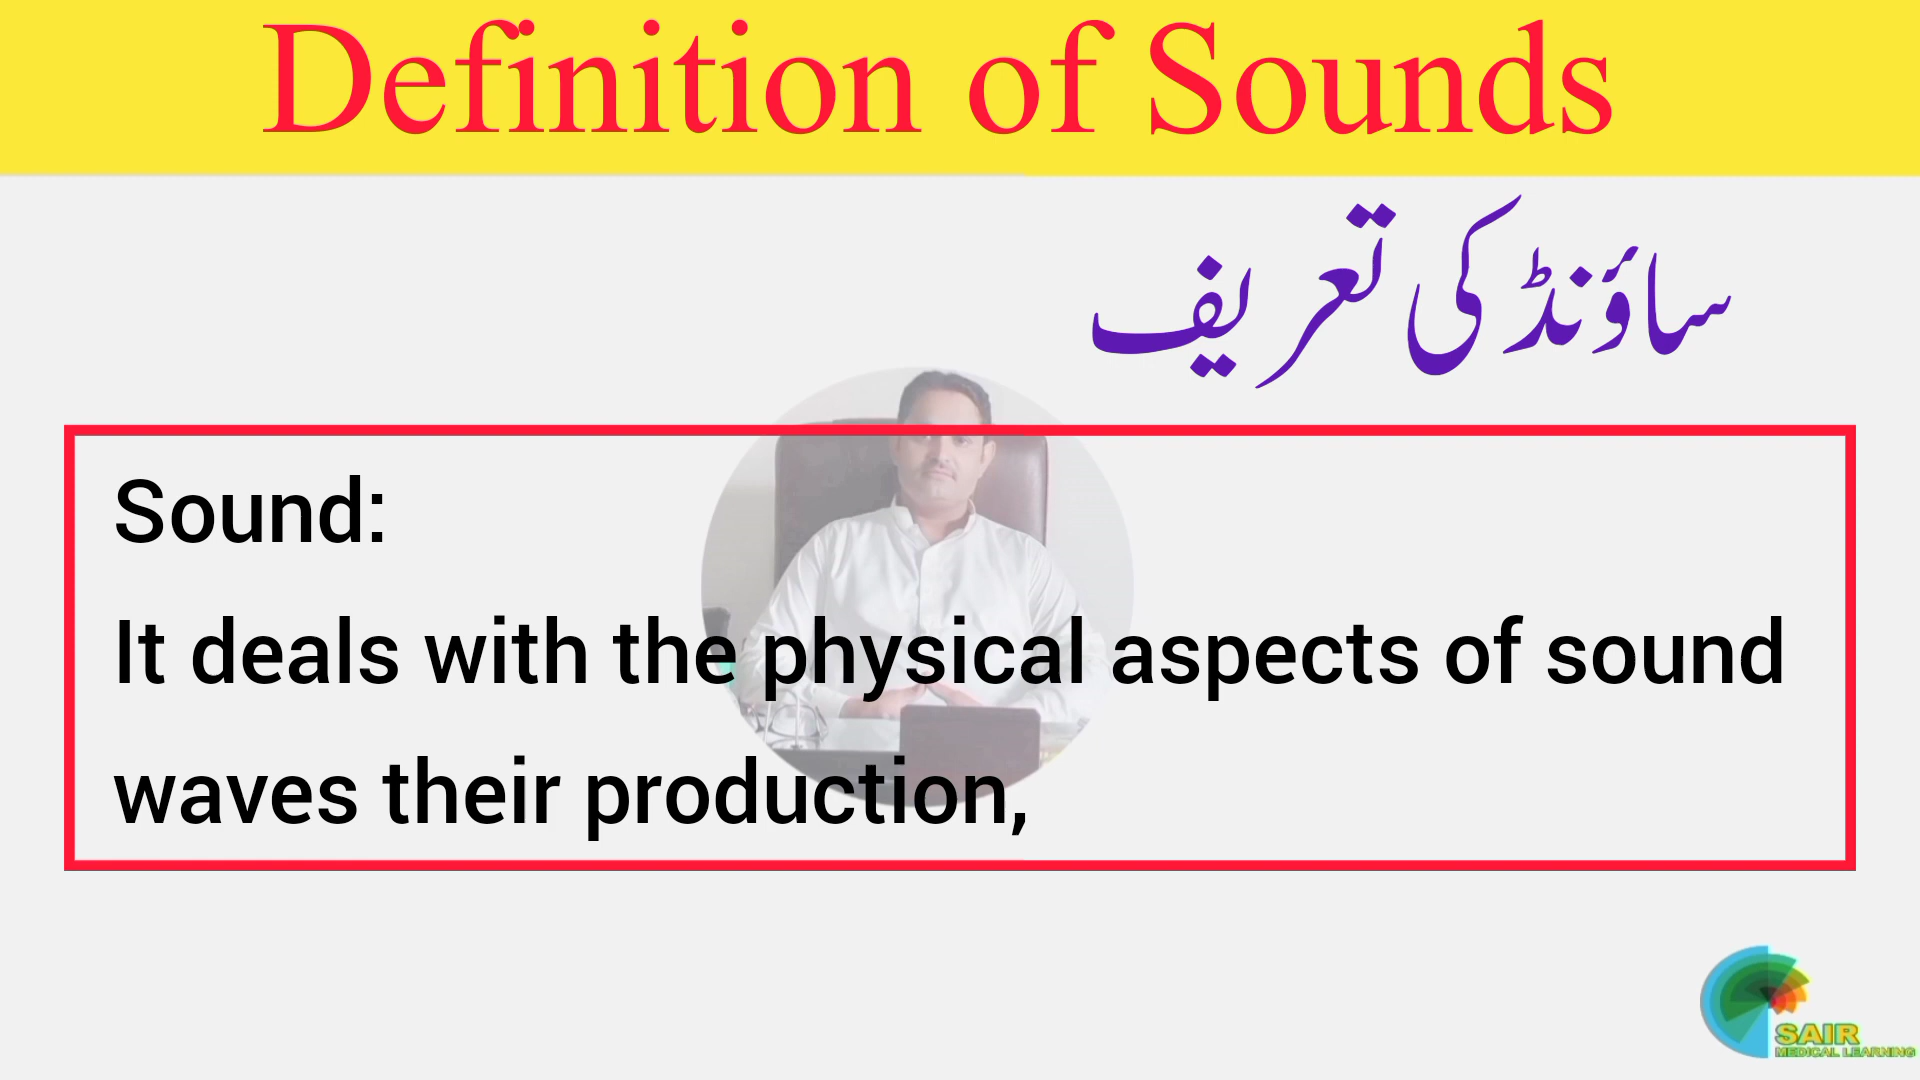 Definition of Sounds
ساؤنڈ کی تعریف
Sound:
It deals with the physical aspects of sound
waves their production,
SAIR
MEDICAL LEARNING